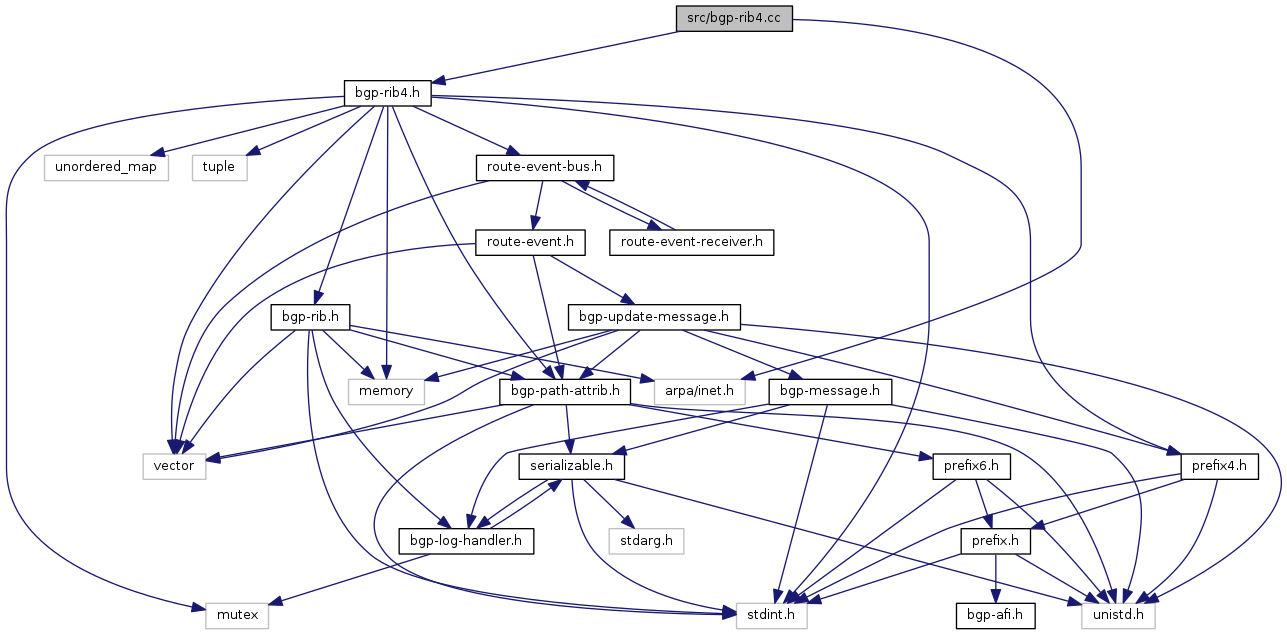 src/bgp-rib4.cc
bgp-rib4.h
unordered_map
tuple
route-event-bus.h
route-event.h
route-event-receiver.h
bgp-rib.h
bgp-update-message.h
memory
bgp-path-attrib.h
arpa/inet.h
bgp-message.h
vector
serializable.h
prefix6.h
prefix4.h
bgp-log-handler.h
stdarg.h
prefix.h
mutex
stdint.h
bgp-afi.h
unistd.h